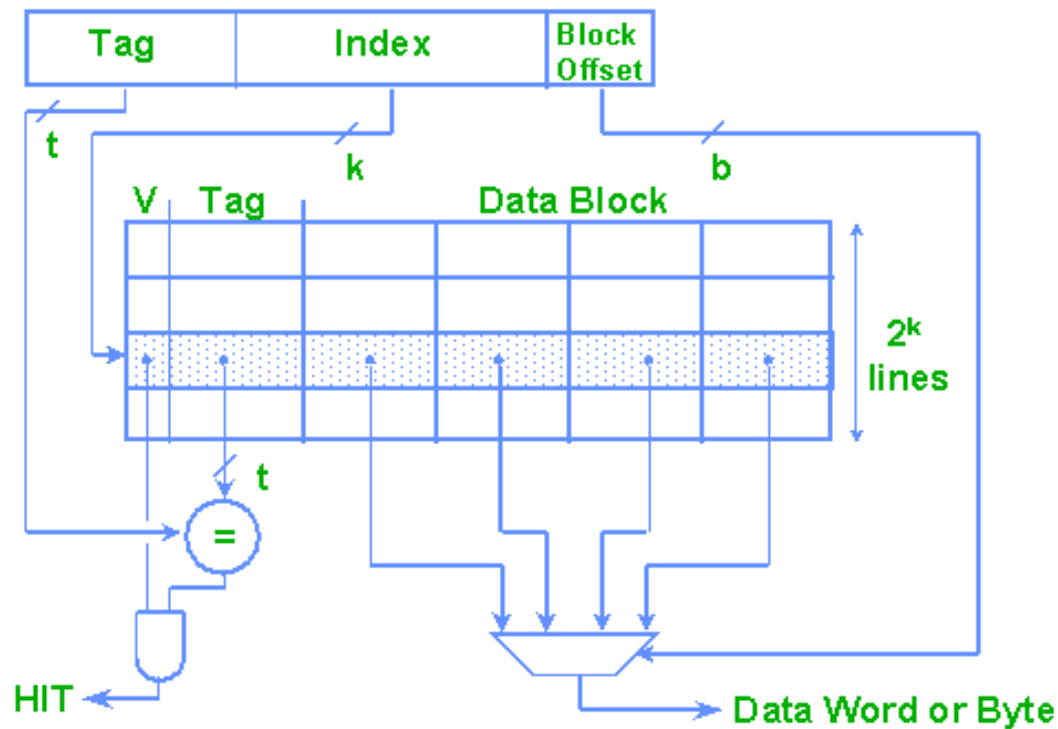 Tag Index Block
Offset
t
k
b
V Tag Data Block
2ᵏ
lines
t
=
HIT
Data Word or Byte